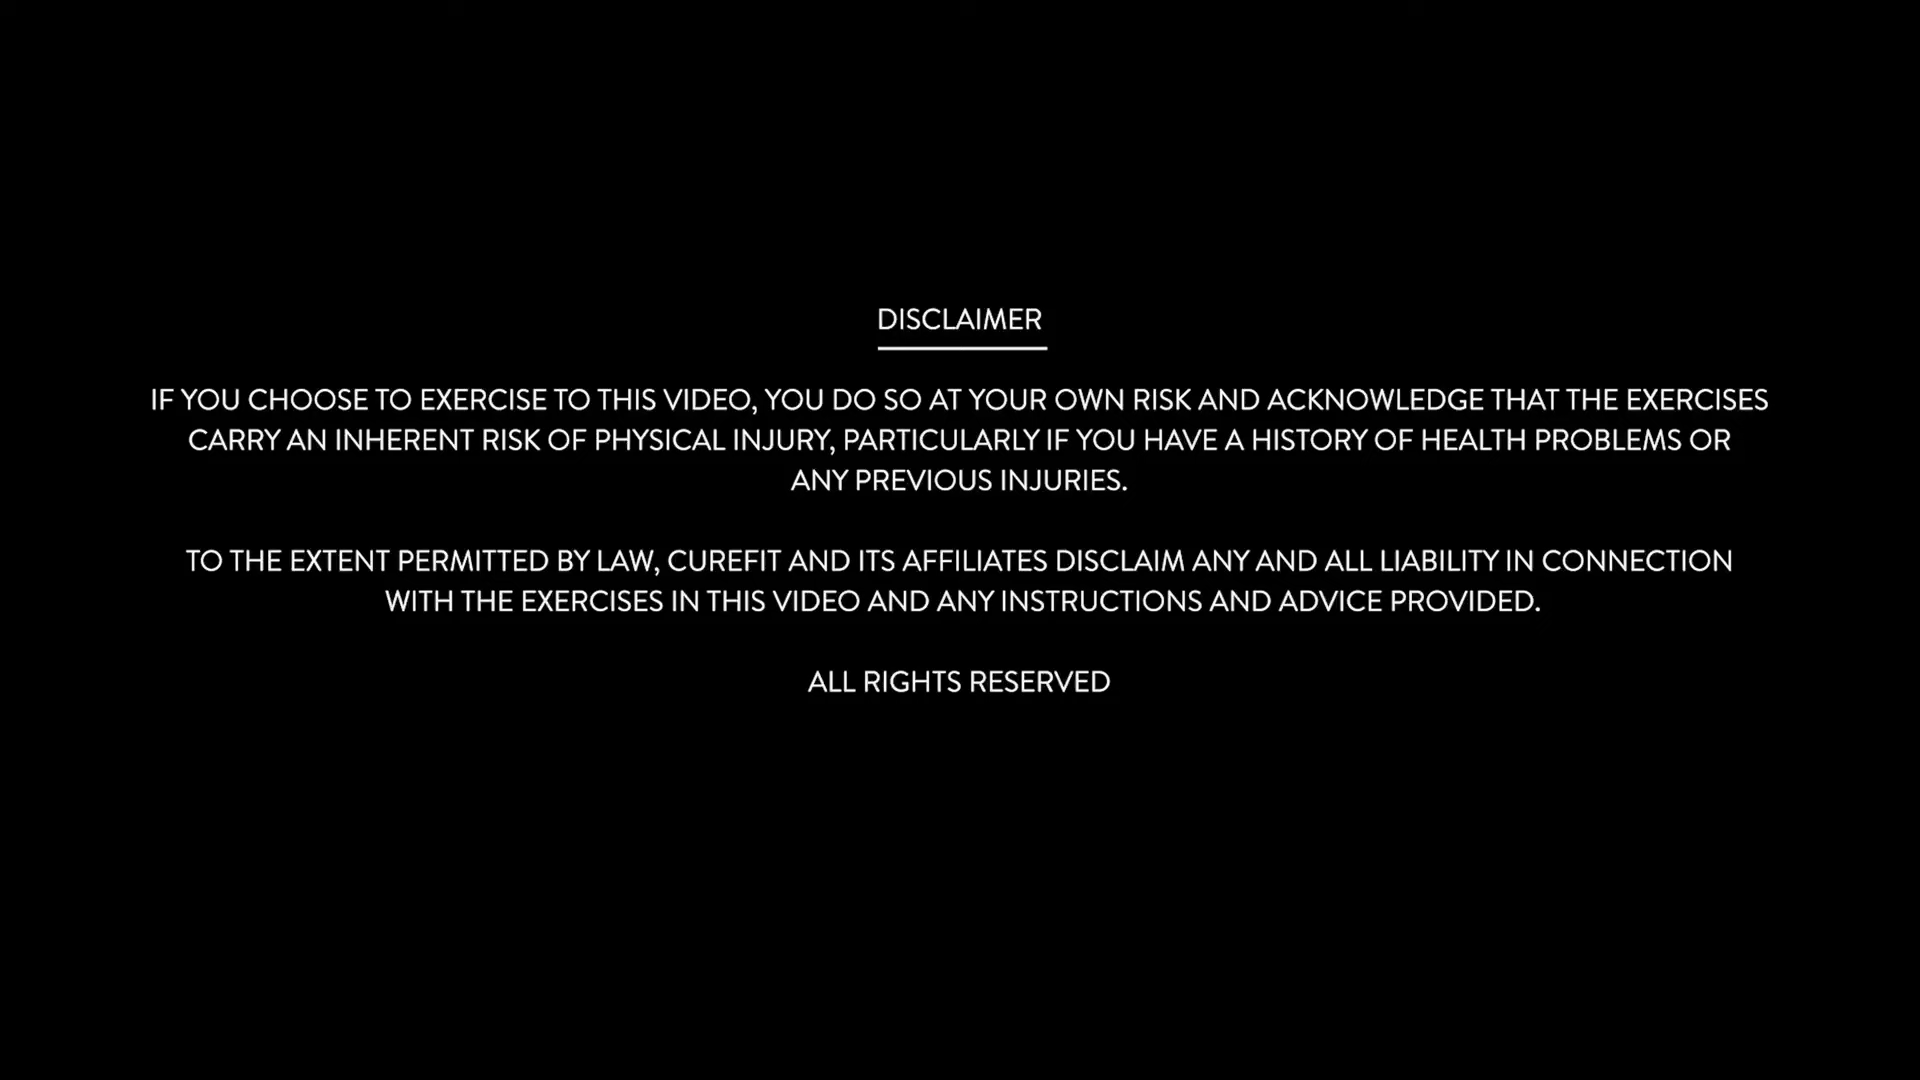 DISCLAIMER
IF YOU CHOOSE TO EXERCISE TO THIS VIDEO, YOU DO SO AT YOUR OWN RISK AND ACKNOWLEDGE THAT THE EXERCISES
CARRY AN INHERENT RISK OF PHYSICAL INJURY, PARTICULARLY IF YOU HAVE A HISTORY OF HEALTH PROBLEMS OR
ANY PREVIOUS INJURIES.
TO THE EXTENT PERMITTED BY LAW, CUREFIT AND ITS AFFILIATES DISCLAIM ANY AND ALL LIABILITY IN CONNECTION
WITH THE EXERCISES IN THIS VIDEO AND ANY INSTRUCTIONS AND ADVICE PROVIDED.
ALL RIGHTS RESERVED